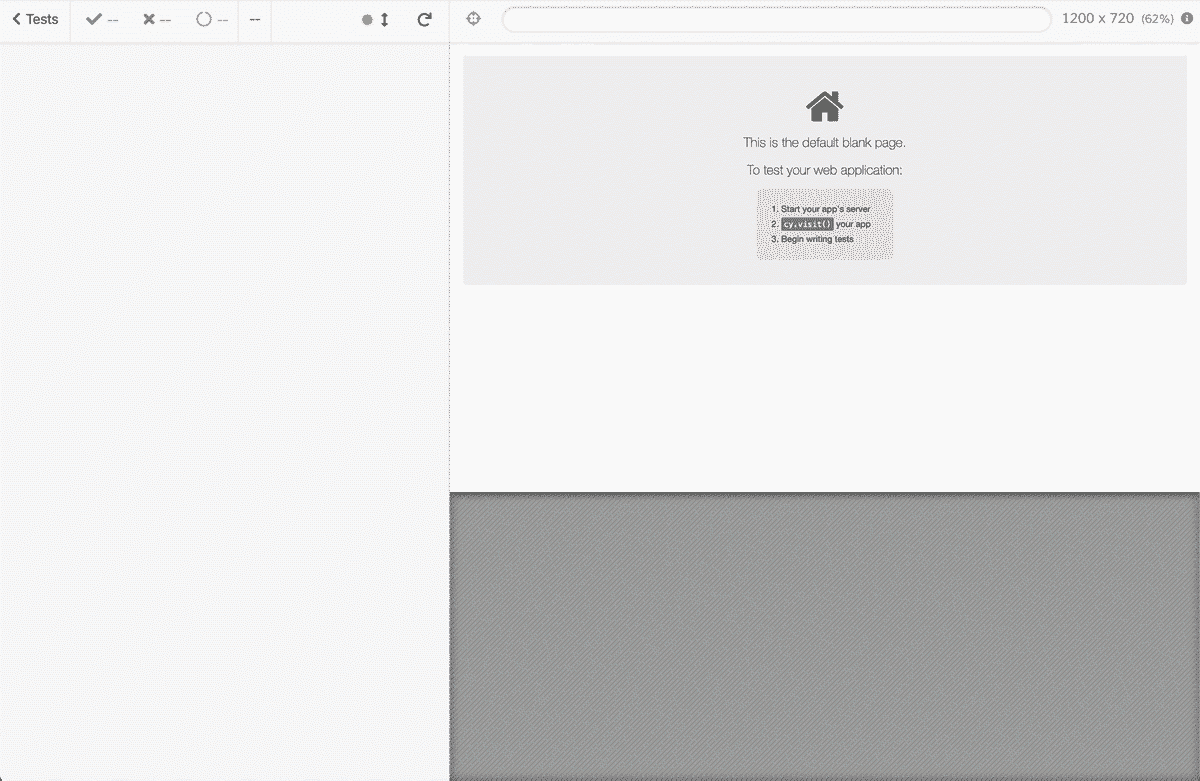 Tests -- -- -- -- 1200 x 720 (62%)
This is the default blank page.
To test your web application:
1. Start your app's server
2. cy.visit() your app
3. Begin writing tests